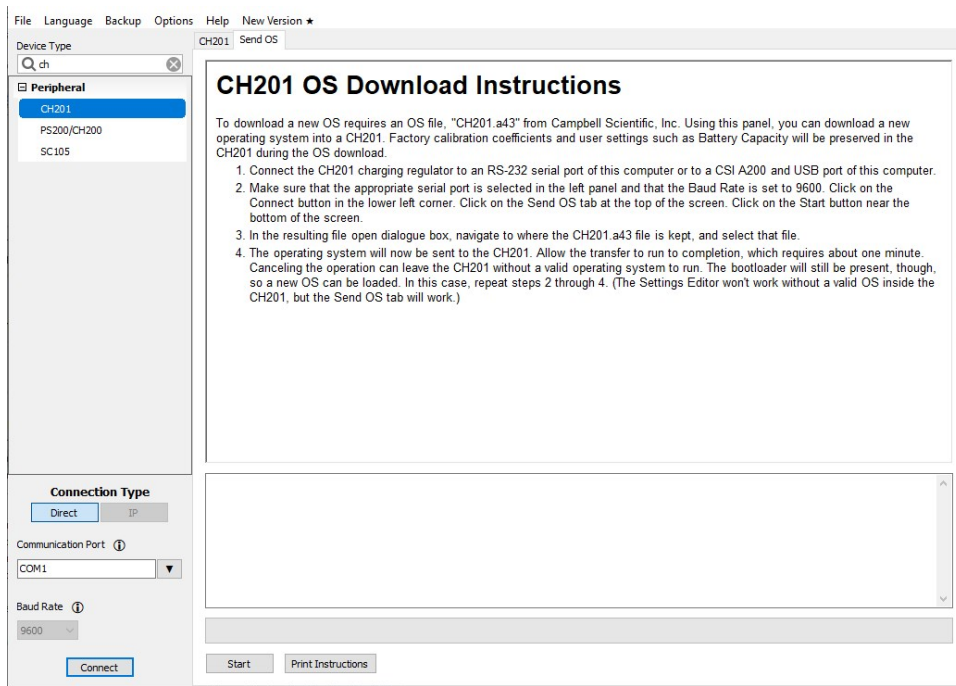 File Language Backup Options Help New Version ★
Device Type
ch
Peripheral
CH201
PS200/CH200
SC105
CH201 Send OS
CH201 OS Download Instructions
To download a new OS requires an OS file, "CH201.a43" from Campbell Scientific, Inc. Using this panel, you can download a new
operating system into a CH201. Factory calibration coefficients and user settings such as Battery Capacity will be preserved in the
CH201 during the OS download.
1. Connect the CH201 charging regulator to an RS-232 serial port of this computer or to a CSI A200 and USB port of this computer.
2. Make sure that the appropriate serial port is selected in the left panel and that the Baud Rate is set to 9600. Click on the
Connect button in the lower left corner. Click on the Send OS tab at the top of the screen. Click on the Start button near the
bottom of the screen.
3. In the resulting file open dialogue box, navigate to where the CH201.a43 file is kept, and select that file.
4. The operating system will now be sent to the CH201. Allow the transfer to run to completion, which requires about one minute.
Canceling the operation can leave the CH201 without a valid operating system to run. The bootloader will still be present, though,
so a new OS can be loaded. In this case, repeat steps 2 through 4. (The Settings Editor won't work without a valid OS inside the
CH201, but the Send OS tab will work.)
Connection Type
Direct IP
Communication Port
COM1
Baud Rate
9600
Connect
Start Print Instructions